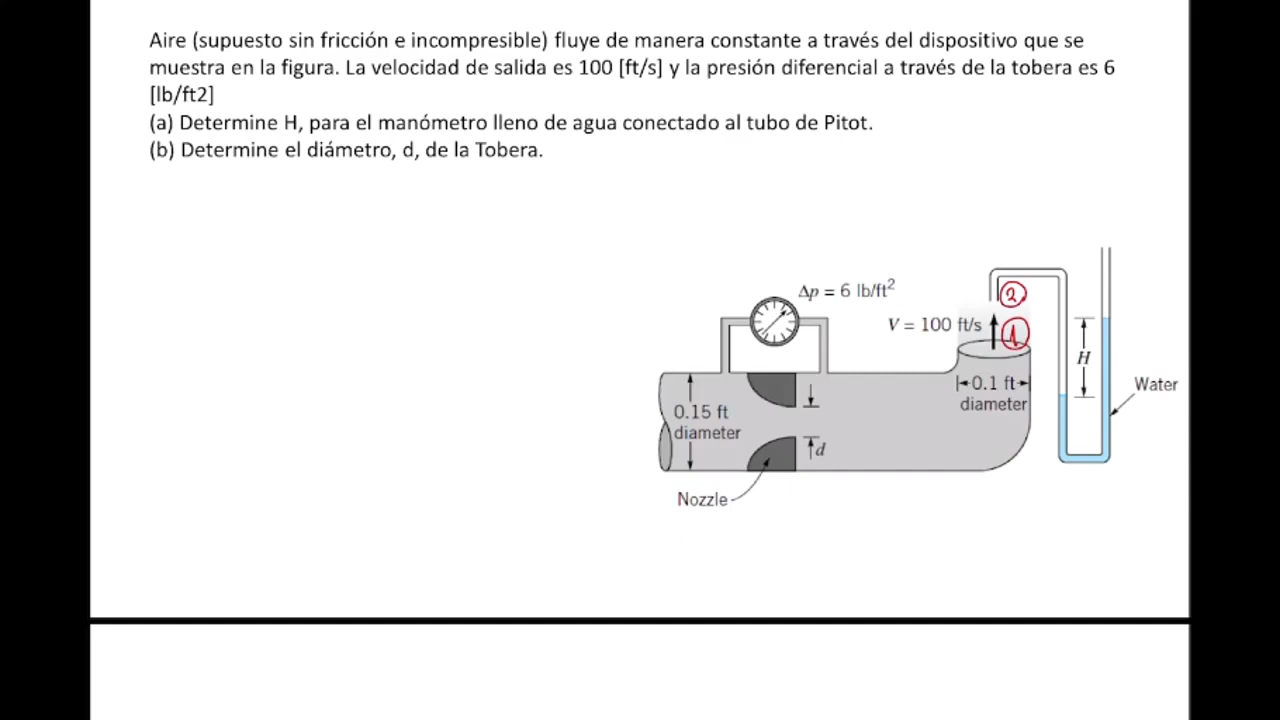 Aire (supuesto sin fricción e incompresible) fluye de manera constante a través del dispositivo que se
muestra en la figura. La velocidad de salida es 100 [ft/s] y la presión diferencial a través de la tobera es 6
[lb/ft2]
(a) Determine H, para el manómetro lleno de agua conectado al tubo de Pitot.
(b) Determine el diámetro, d, de la Tobera.
Δp = 6 lb/ft²
2
V = 100 ft/s
1
H
0.1 ft
diameter
Water
0.15 ft
diameter
d
Nozzle